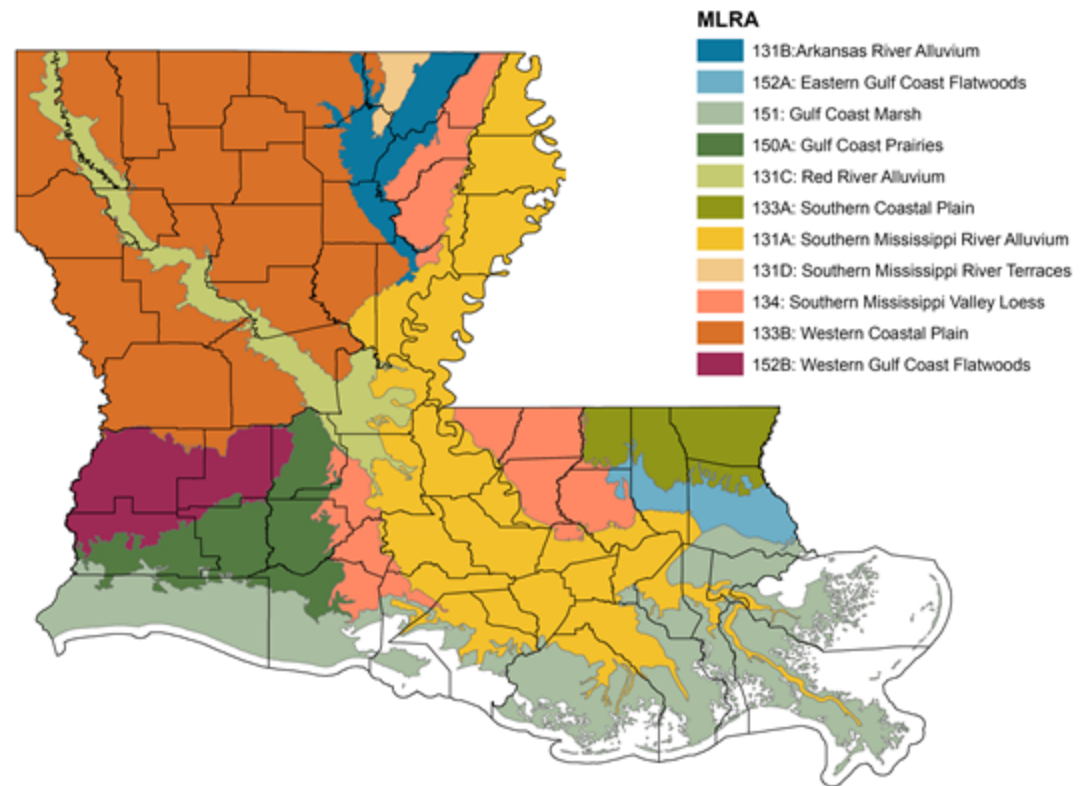 MLRA
131B:Arkansas River Alluvium
152A: Eastern Gulf Coast Flatwoods
151: Gulf Coast Marsh
150A: Gulf Coast Prairies
131C: Red River Alluvium
133A: Southern Coastal Plain
131A: Southern Mississippi River Alluvium
131D: Southern Mississippi River Terraces
134: Southern Mississippi Valley Loess
133B: Western Coastal Plain
152B: Western Gulf Coast Flatwoods